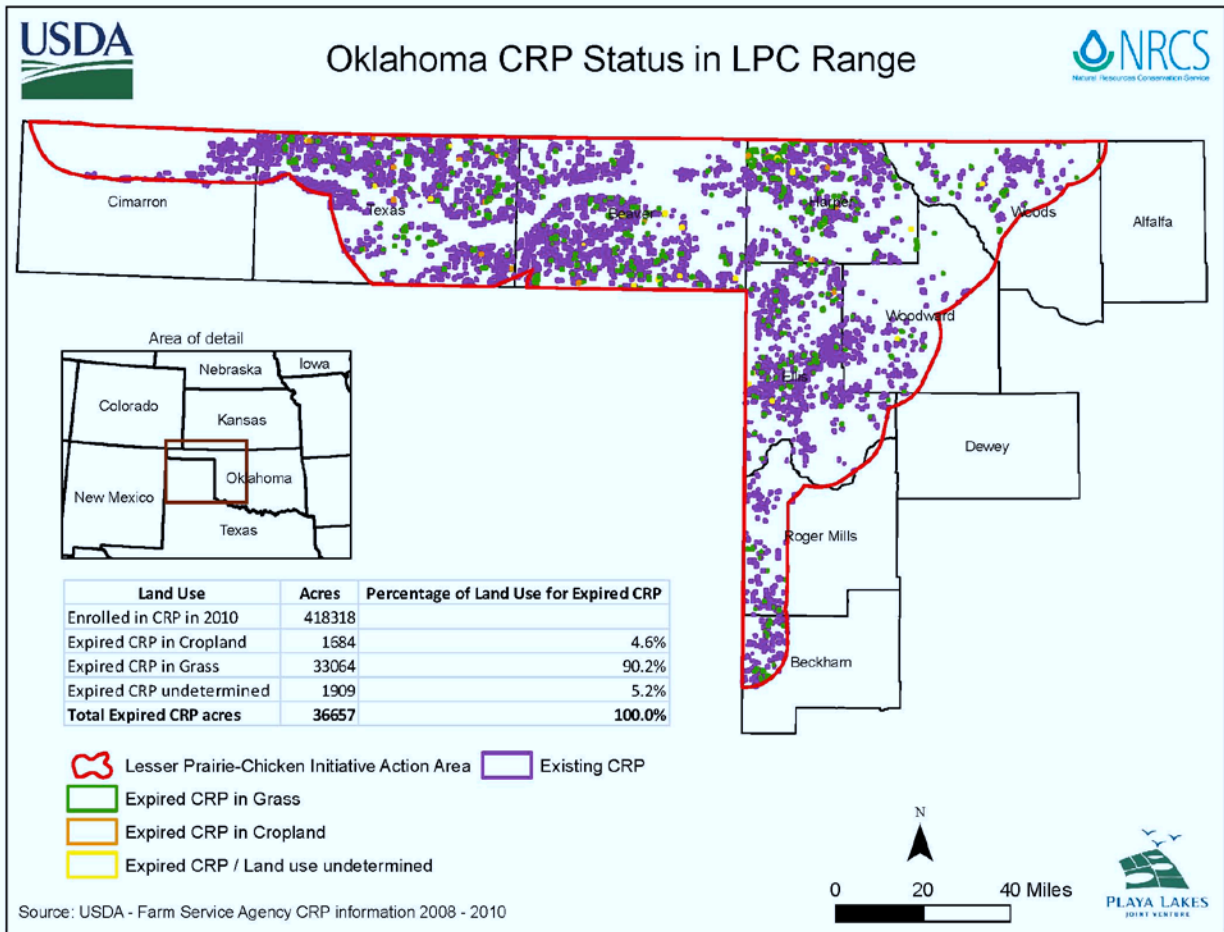 USDA
Oklahoma CRP Status in LPC Range
NRCS
Natural Resources Conservation Service
Cimarron
Texas
Beaver
Harper
Woods
Alfalfa
Woodward
Ellis
Dewey
Roger Mills
Beckham
Area of detail
Nebraska
Iowa
Colorado
Kansas
New Mexico
Oklahoma
Texas
Land Use Acres Percentage of Land Use for Expired CRP
Enrolled in CRP in 2010 418318
Expired CRP in Cropland 1684 4.6%
Expired CRP in Grass 33064 90.2%
Expired CRP undetermined 1909 5.2%
Total Expired CRP acres 36657 100.0%
Lesser Prairie-Chicken Initiative Action Area Existing CRP
Expired CRP in Grass
Expired CRP in Cropland
Expired CRP / Land use undetermined
N
0 20 40 Miles
PLAYA LAKES
JOINT VENTURE
Source: USDA - Farm Service Agency CRP information 2008 - 2010